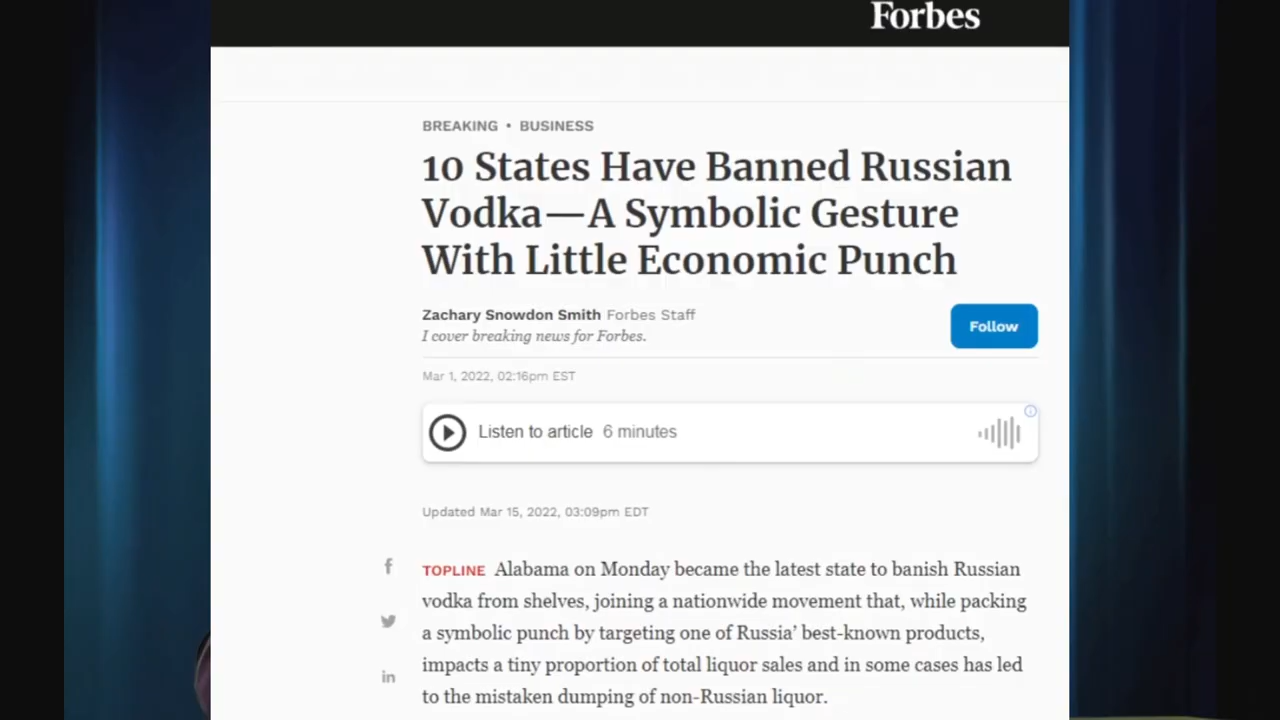 Forbes
BREAKING • BUSINESS
10 States Have Banned Russian
Vodka—A Symbolic Gesture
With Little Economic Punch
Zachary Snowdon Smith Forbes Staff
I cover breaking news for Forbes.
Follow
Mar 1, 2022, 02:16pm EST
Listen to article 6 minutes
Updated Mar 15, 2022, 03:09pm EDT
TOPLINE Alabama on Monday became the latest state to banish Russian
vodka from shelves, joining a nationwide movement that, while packing
a symbolic punch by targeting one of Russia’ best-known products,
impacts a tiny proportion of total liquor sales and in some cases has led
to the mistaken dumping of non-Russian liquor.
f
in